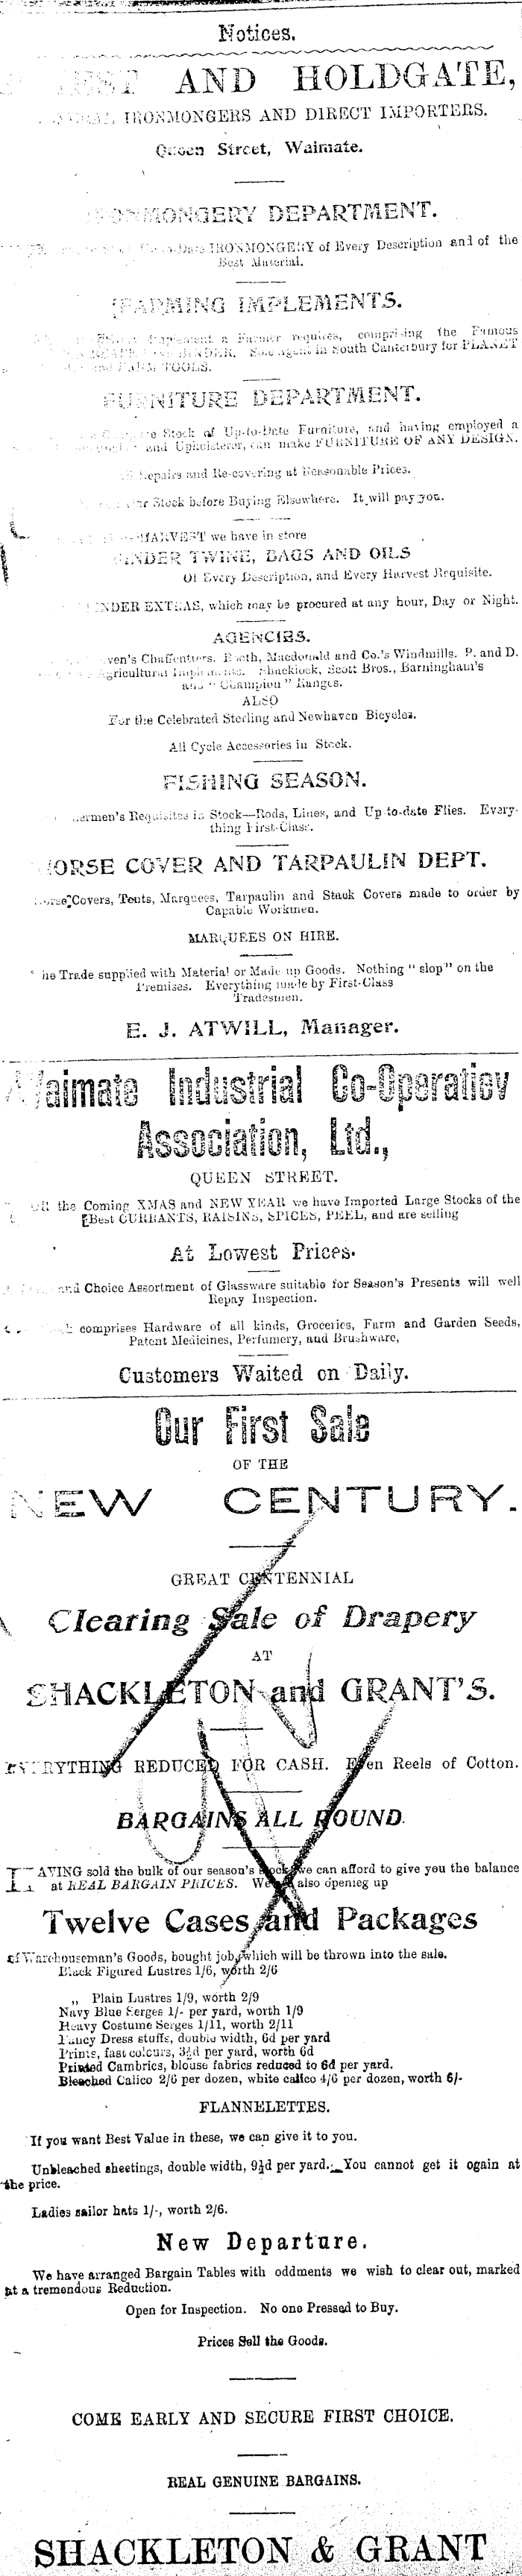 Notices.
AND HOLDGATE,
IRONMONGERS AND DIRECT IMPORTERS.
Queen Street, Waimate.
IRONMONGERY DEPARTMENT.
IRONMONGERY of Every Description and of the
Best Material.
FARMING IMPLEMENTS.
Implement a Farmer requires, comprising the Famous
BINDER. Sole Agent in South Canterbury for PLANET
FARM TOOLS.
FURNITURE DEPARTMENT.
Stock of Up-to-Date Furniture, and having employed a
and Upholsterer, can make FURNITURE OF ANY DESIGN.
Repairs and Re-covering at Reasonable Prices.
Stock before Buying Elsewhere. It will pay you.
HARVEST we have in store
BINDER TWINE, BAGS AND OILS
Of Every Description, and Every Harvest Requisite.
BINDER EXTRAS, which may be procured at any hour, Day or Night.
AGENCIES.
ven's Chaffcutters. Booth, Macdonald and Co.'s Windmills. P. and D.
Agricultural Implements. Shacklock, Scott Bros., Barningham's
and "Champion" Ranges.
ALSO
For the Celebrated Sterling and Newhaven Bicycles.
All Cycle Accessories in Stock.
FISHING SEASON.
ermen's Requisites in Stock—Rods, Lines, and Up-to-date Flies. Every-
thing First-Class.
HORSE COVER AND TARPAULIN DEPT.
Horse Covers, Tents, Marquees, Tarpaulin and Stack Covers made to order by
Capable Workmen.
MARQUEES ON HIRE.
he Trade supplied with Material or Made up Goods. Nothing "slop" on the
Premises. Everything made by First-Class
Tradesmen.
E. J. ATWILL, Manager.
Waimate Industrial Co-Operatiev
Association, Ltd.,
QUEEN STREET.
the Coming XMAS and NEW YEAR we have Imported Large Stocks of the
Best CURRANTS, RAISINS, SPICES, PEEL, and are selling
At Lowest Prices.
and Choice Assortment of Glassware suitable for Season's Presents will well
Repay Inspection.
comprises Hardware of all kinds, Groceries, Farm and Garden Seeds,
Patent Medicines, Perfumery, and Brushware,
Customers Waited on Daily.
Our First Sale
OF THE
NEW CENTURY.
GREAT CENTENNIAL
Clearing Sale of Drapery
AT
SHACKLETON and GRANT'S.
EVERYTHING REDUCED FOR CASH. Even Reels of Cotton.
BARGAINS ALL ROUND.
HAVING sold the bulk of our season's stock, we can afford to give you the balance
at REAL BARGAIN PRICES. We also openieg up
Twelve Cases and Packages
of Warehouseman's Goods, bought job, which will be thrown into the sale.
Black Figured Lustres 1/6, worth 2/6
„ Plain Lustres 1/9, worth 2/9
Navy Blue Serges 1/- per yard, worth 1/9
Heavy Costume Serges 1/11, worth 2/11
Fancy Dress stuffs, double width, 6d per yard
Prints, fast colours, 3½d per yard, worth 6d
Printed Cambrics, blouse fabrics reduced to 6d per yard.
Bleached Calico 2/6 per dozen, white calico 4/6 per dozen, worth 6/-
FLANNELETTES.
If you want Best Value in these, we can give it to you.
Unbleached sheetings, double width, 9½d per yard. You cannot get it ogain at
the price.
Ladies sailor hats 1/-, worth 2/6.
New Departure.
We have arranged Bargain Tables with oddments we wish to clear out, marked
at a tremendous Reduction.
Open for Inspection. No one Pressed to Buy.
Prices Sell the Goods.
COME EARLY AND SECURE FIRST CHOICE.
REAL GENUINE BARGAINS.
SHACKLETON & GRANT